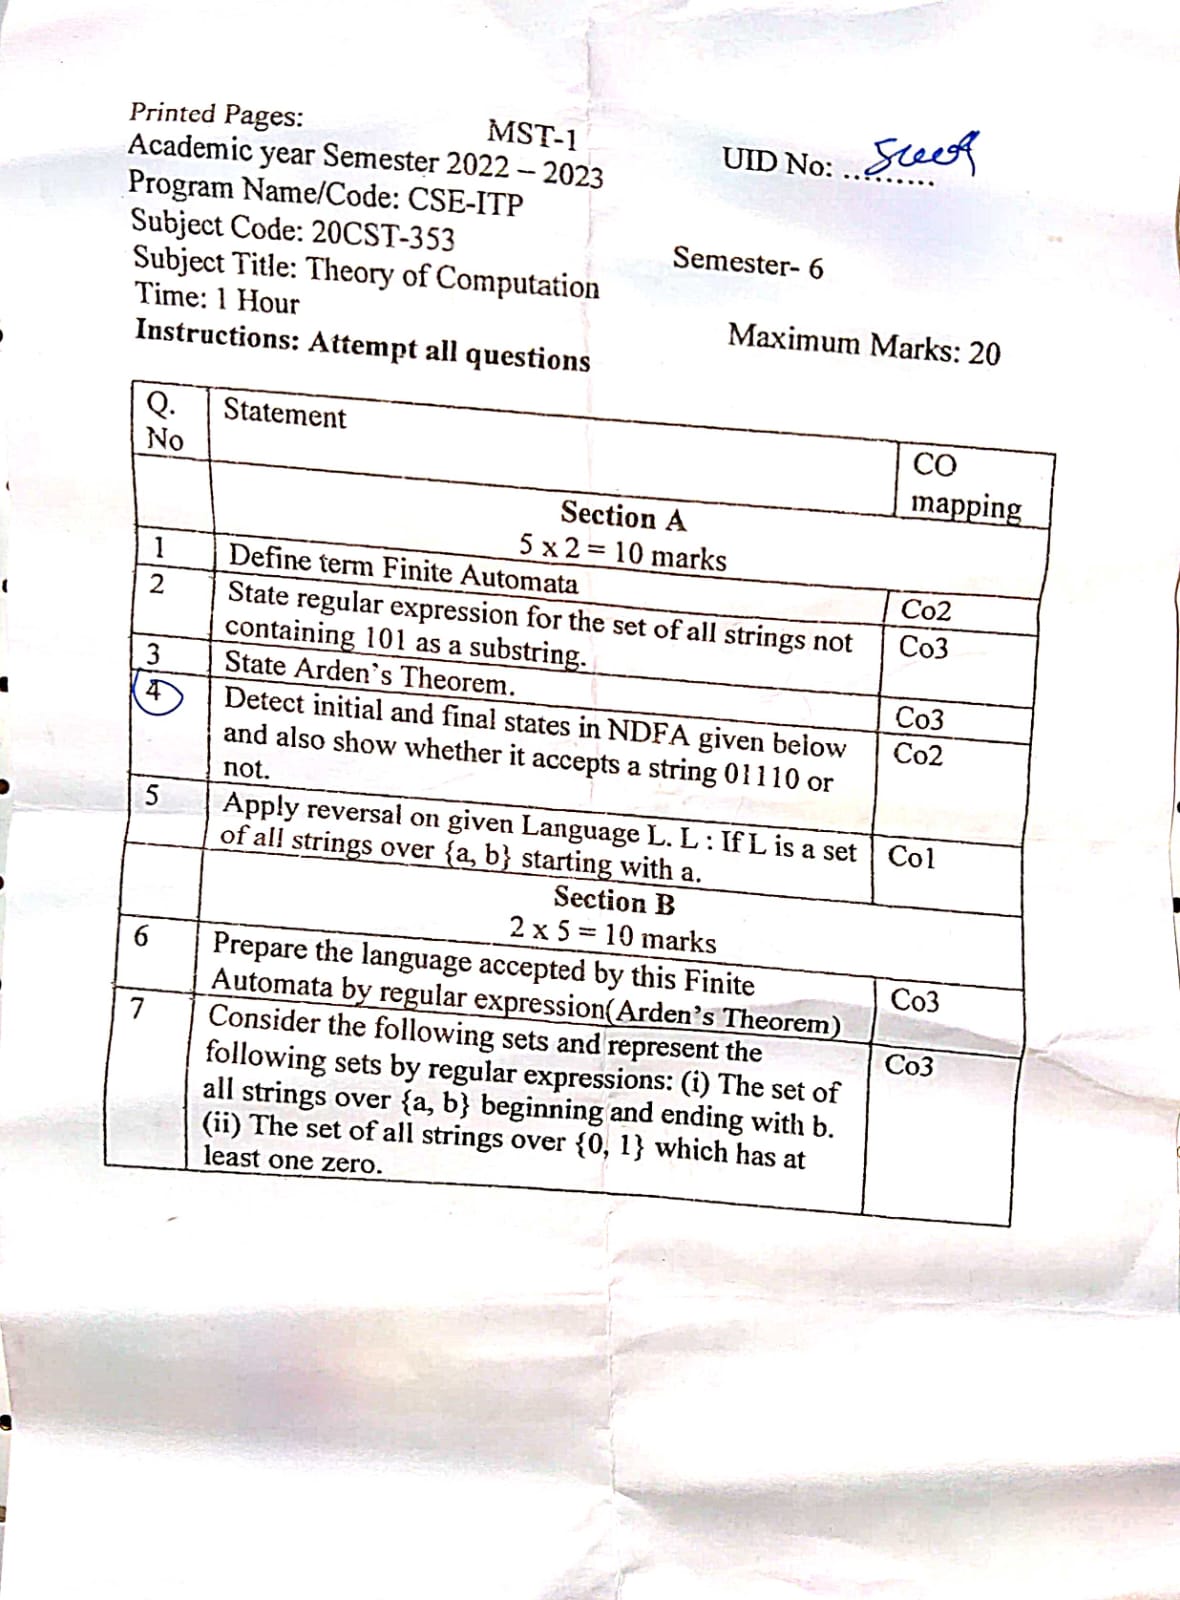 Printed Pages:
MST-1
UID No: ..........
Academic year Semester 2022 – 2023
Program Name/Code: CSE-ITP
Subject Code: 20CST-353
Semester- 6
Subject Title: Theory of Computation
Time: 1 Hour
Maximum Marks: 20
Instructions: Attempt all questions
Q. No
Statement
CO mapping
Section A
5 x 2 = 10 marks
1
Define term Finite Automata
Co2
2
State regular expression for the set of all strings not
containing 101 as a substring.
Co3
3
State Arden's Theorem.
Co3
4
Detect initial and final states in NDFA given below
and also show whether it accepts a string 01110 or
not.
Co2
5
Apply reversal on given Language L. L : If L is a set
of all strings over {a, b} starting with a.
Co1
Section B
2 x 5 = 10 marks
6
Prepare the language accepted by this Finite
Automata by regular expression(Arden's Theorem)
Co3
7
Consider the following sets and represent the
following sets by regular expressions: (i) The set of
all strings over {a, b} beginning and ending with b.
(ii) The set of all strings over {0, 1} which has at
least one zero.
Co3